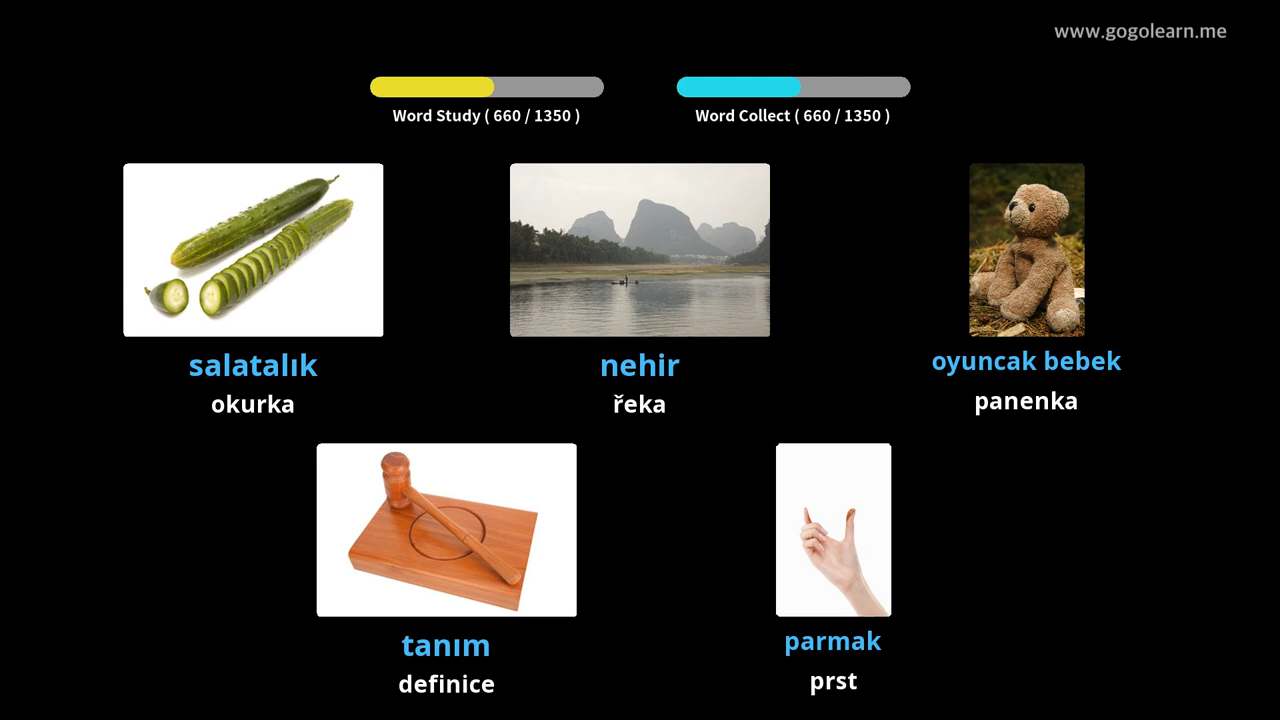 www.gogolearn.me
Word Study ( 660 / 1350 )
Word Collect ( 660 / 1350 )
salatalık
okurka
nehir
řeka
oyuncak bebek
panenka
tanım
definice
parmak
prst